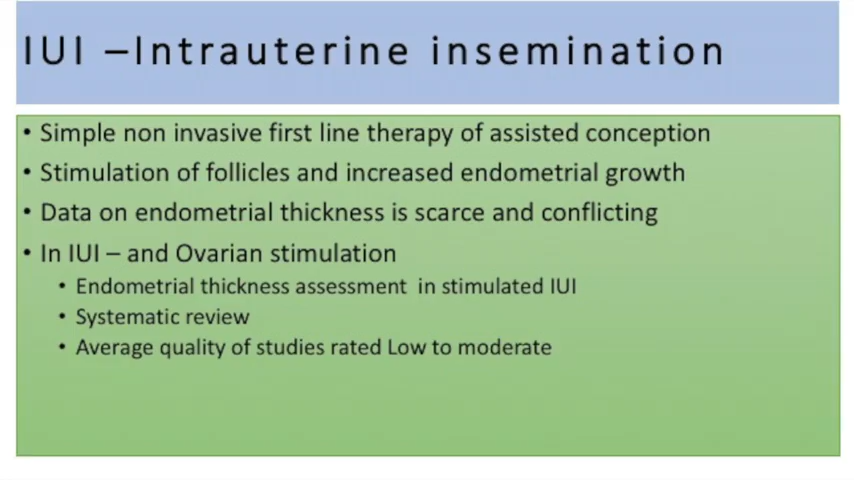 IUI –Intrauterine insemination
• Simple non invasive first line therapy of assisted conception
• Stimulation of follicles and increased endometrial growth
• Data on endometrial thickness is scarce and conflicting
• In IUI – and Ovarian stimulation
• Endometrial thickness assessment  in stimulated IUI
• Systematic review
• Average quality of studies rated Low to moderate